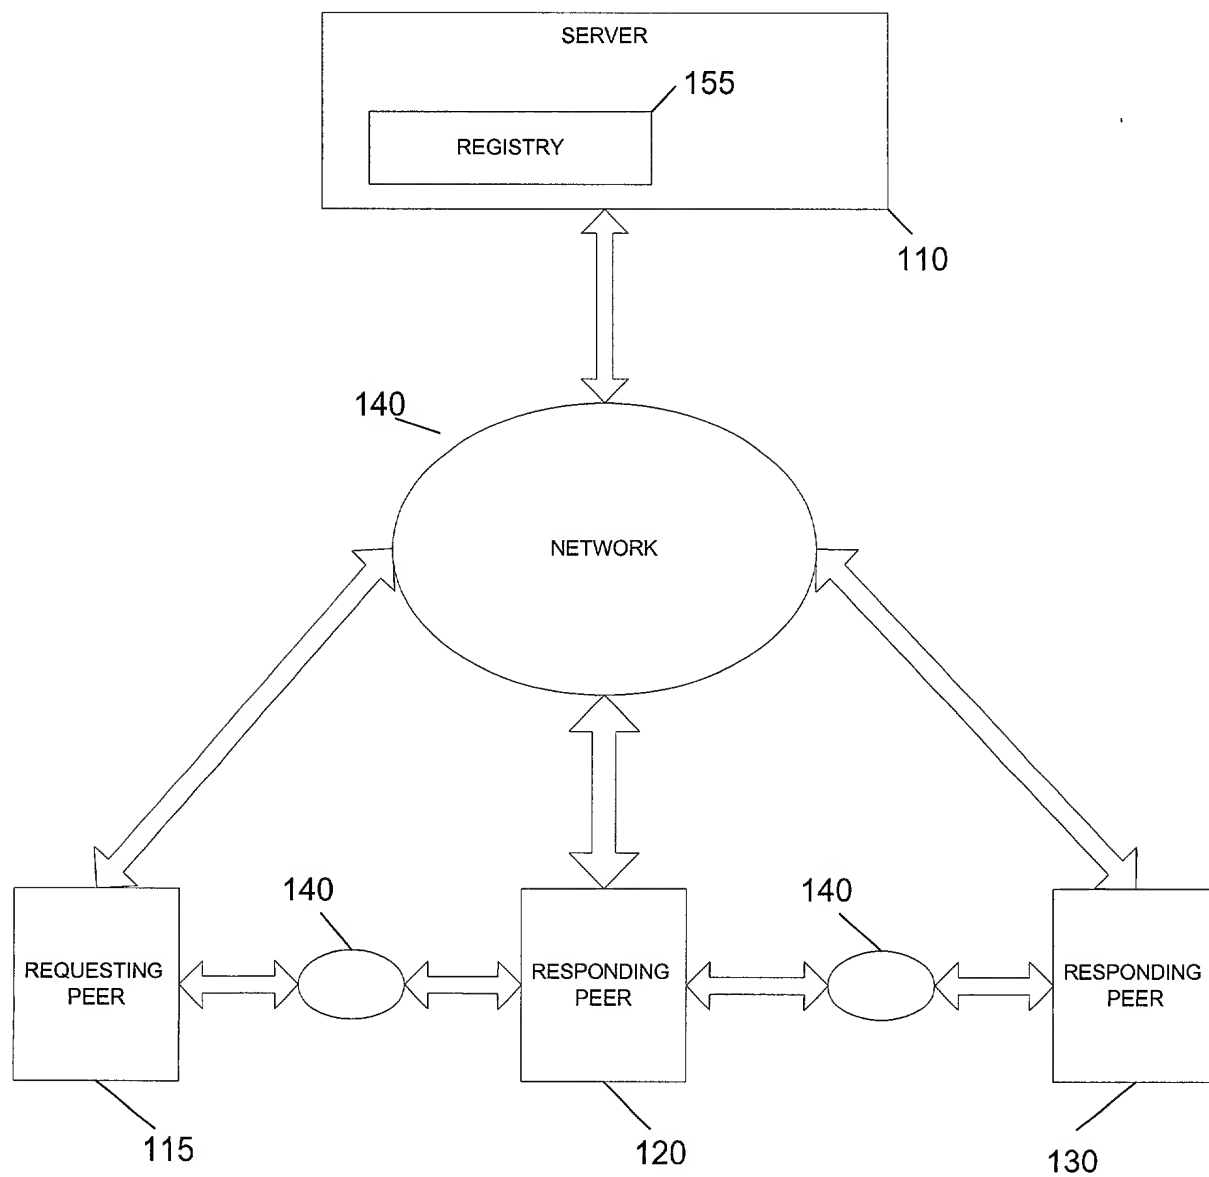 SERVER
155
REGISTRY
110
140
NETWORK
140
140
REQUESTING
PEER
RESPONDING
PEER
RESPONDING
PEER
115
120
130